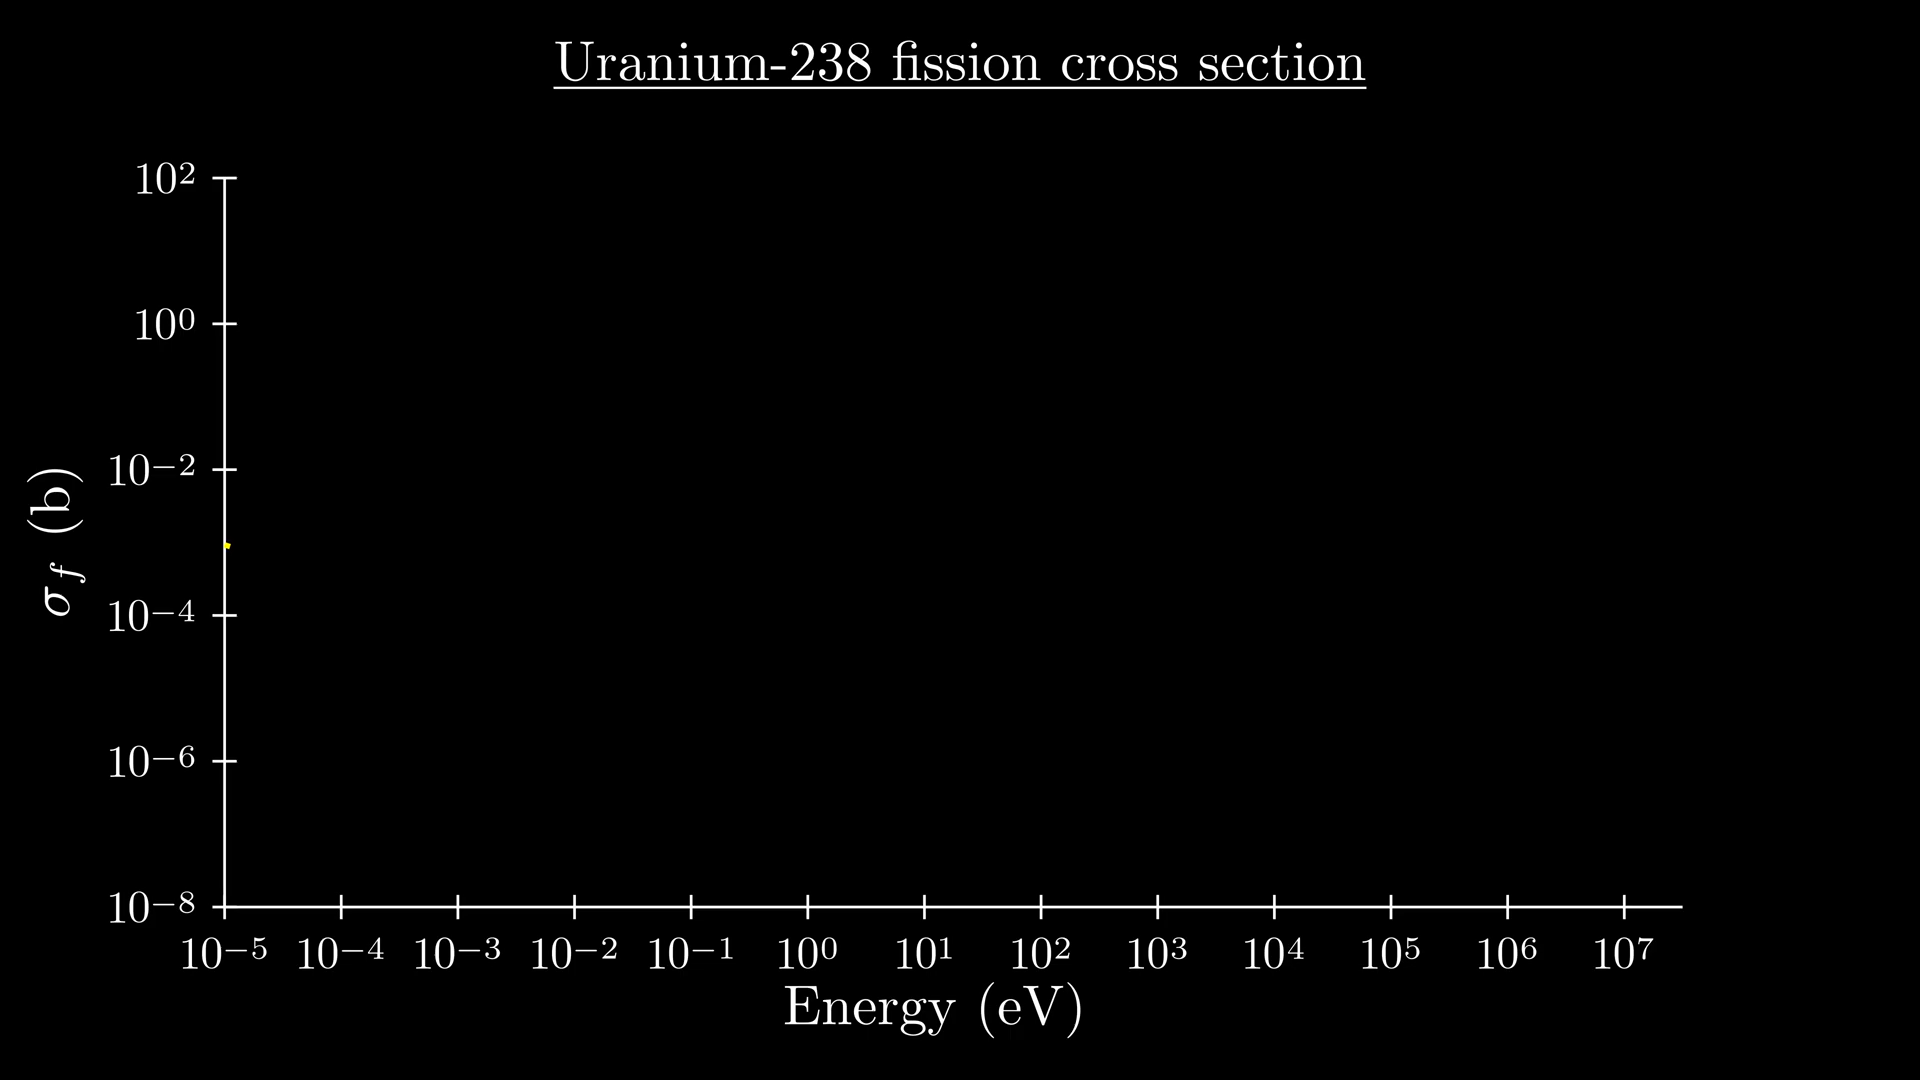 Uranium-238 fission cross section
10²
10⁰
10⁻²
10⁻⁴
10⁻⁶
10⁻⁸
σ_f (b)
10⁻⁵ 10⁻⁴ 10⁻³ 10⁻² 10⁻¹ 10⁰ 10¹ 10² 10³ 10⁴ 10⁵ 10⁶ 10⁷
Energy (eV)